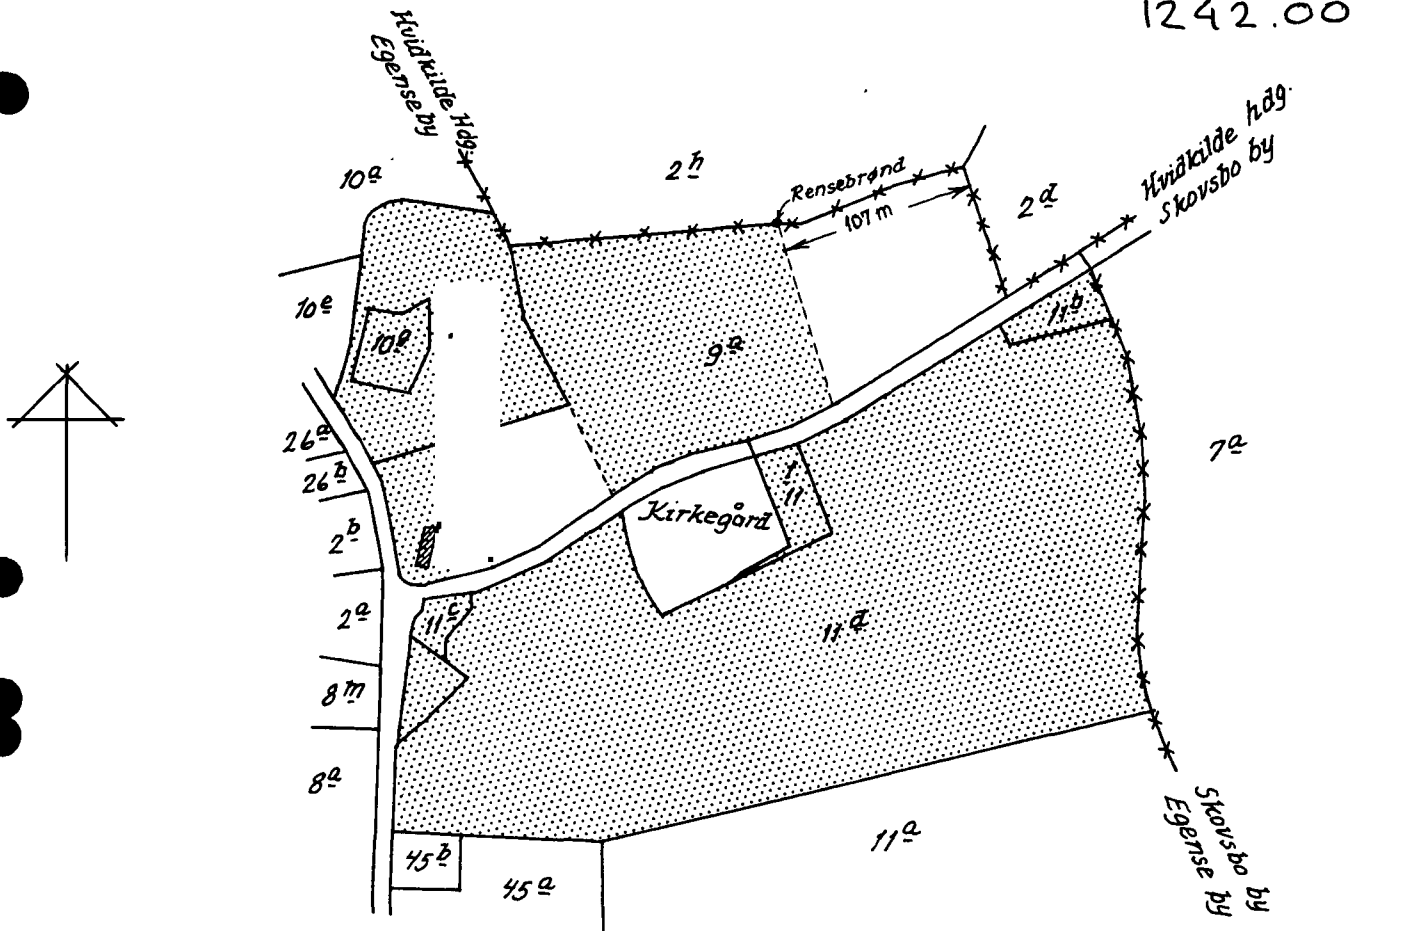 1242.00
Hvidkilde Hdg.
Egense by
Hvidkilde hdg.
Skovsbo by
10a
2h
Rensebrønd
107 m
2d
10e
11b
9a
26a
26b
7a
1
11
Kirkegård
2b
2a
11c
11d
8m
8a
11a
45b
45a
Skovsbo by
Egense by